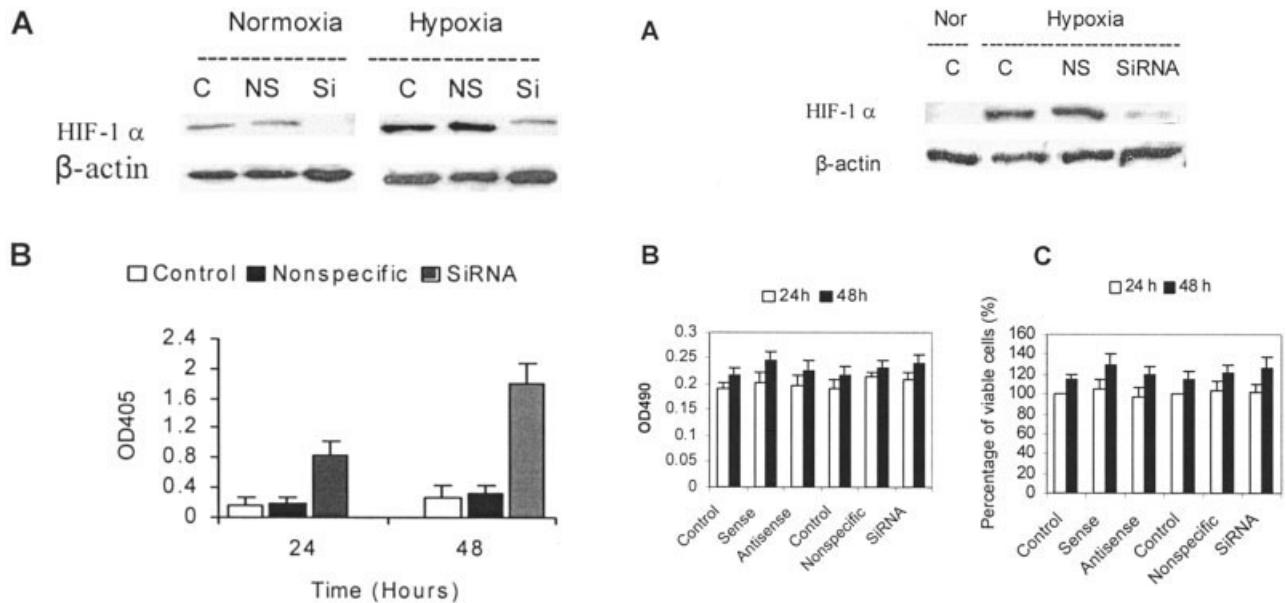 A
Normoxia Hypoxia
C NS Si C NS Si
HIF-1 α
β-actin
B
Control Nonspecific SiRNA
OD405
2.4
2
1.6
1.2
0.8
0.4
0
24 48
Time (Hours)
A
Nor Hypoxia
C C NS SiRNA
HIF-1 α
β-actin
B
24h 48h
OD490
0.3
0.25
0.2
0.15
0.1
0.05
0
Control Sense Antisense Control Nonspecific SiRNA
C
24 h 48 h
Percentage of viable cells (%)
160
140
120
100
80
60
40
20
0
Control Sense Antisense Control Nonspecific SiRNA